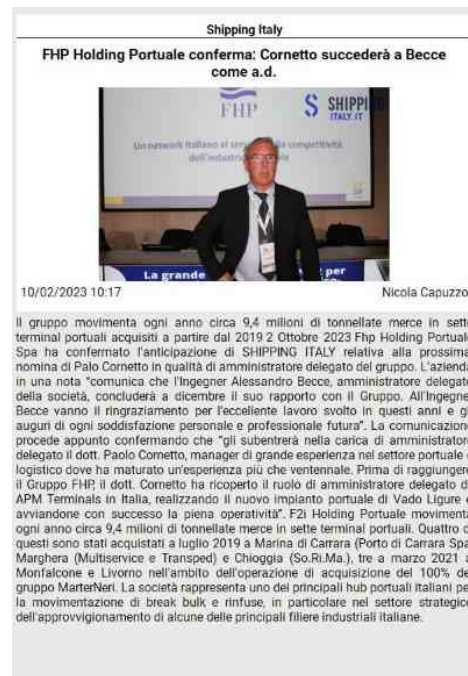 Shipping Italy
FHP Holding Portuale conferma: Cornetto succederà a Becce
come a.d.
FHP
SHIPPI
ITALY.IT
Un network italiano al
competitività
dell'industria
La grande
per
10/02/2023 10:17
Nicola Capuzzo
Il gruppo movimenta ogni anno circa 9,4 milioni di tonnellate merce in sette
terminal portuali acquisiti a partire dal 2019 2 Ottobre 2023 Fhp Holding Portuale
Spa ha confermato l'anticipazione di SHIPPING ITALY relativa alla prossima
nomina di Palo Cornetto in qualità di amministratore delegato del gruppo. L'azienda
in una nota "comunica che l'Ingegner Alessandro Becce, amministratore delegato
della società, concluderà a dicembre il suo rapporto con il Gruppo. All'Ingegner
Becce vanno il ringraziamento per l'eccellente lavoro svolto in questi anni e gli
auguri di ogni soddisfazione personale e professionale futura". La comunicazione
procede appunto confermando che "gli subentrerà nella carica di amministratore
delegato il dott. Paolo Cornetto, manager di grande esperienza nel settore portuale e
logistico dove ha maturato un'esperienza più che ventennale. Prima di raggiungere
il Gruppo FHP, il dott. Cornetto ha ricoperto il ruolo di amministratore delegato di
APM Terminals in Italia, realizzando il nuovo impianto portuale di Vado Ligure e
avviandone con successo la piena operatività". F2i Holding Portuale movimenta
ogni anno circa 9,4 milioni di tonnellate merce in sette terminal portuali. Quattro di
questi sono stati acquistati a luglio 2019 a Marina di Carrara (Porto di Carrara Spa)
Marghera (Multiservice e Transped) e Chioggia (So.Ri.Ma.), tre a marzo 2021 a
Monfalcone e Livorno nell'ambito dell'operazione di acquisizione del 100% del
gruppo MarterNeri. La società rappresenta uno dei principali hub portuali italiani per
la movimentazione di break bulk e rinfuse, in particolare nel settore strategico
dell'approvvigionamento di alcune delle principali filiere industriali italiane.